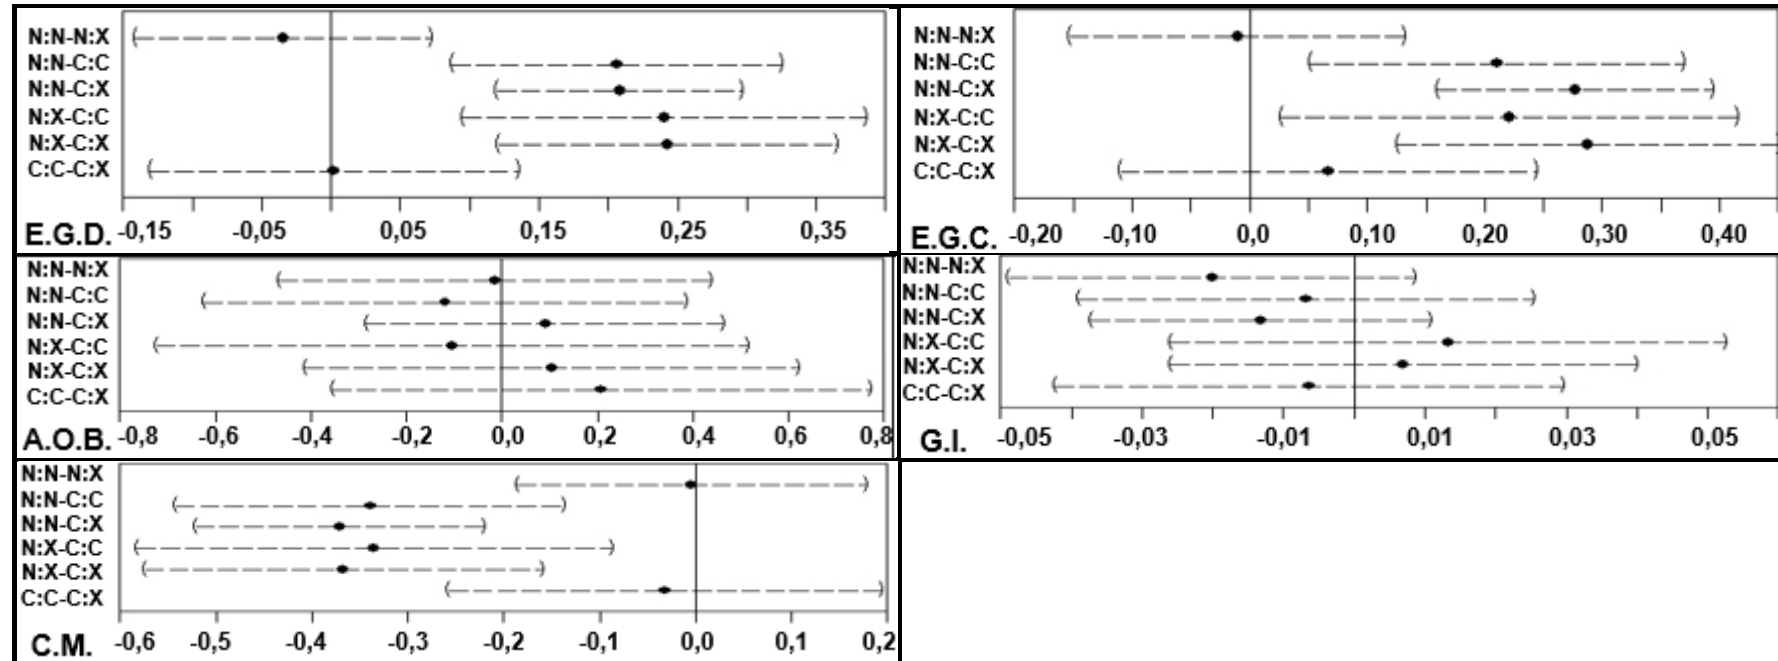 N:N-N:X
N:N-C:C
N:N-C:X
N:X-C:C
N:X-C:X
C:C-C:X
E.G.D. -0,15 -0,05 0,05 0,15 0,25 0,35
N:N-N:X
N:N-C:C
N:N-C:X
N:X-C:C
N:X-C:X
C:C-C:X
E.G.C. -0,20 -0,10 0,0 0,10 0,20 0,30 0,40
N:N-N:X
N:N-C:C
N:N-C:X
N:X-C:C
N:X-C:X
C:C-C:X
A.O.B. -0,8 -0,6 -0,4 -0,2 0,0 0,2 0,4 0,6 0,8
N:N-N:X
N:N-C:C
N:N-C:X
N:X-C:C
N:X-C:X
C:C-C:X
G.I. -0,05 -0,03 -0,01 0,01 0,03 0,05
N:N-N:X
N:N-C:C
N:N-C:X
N:X-C:C
N:X-C:X
C:C-C:X
C.M. -0,6 -0,5 -0,4 -0,3 -0,2 -0,1 0,0 0,1 0,2